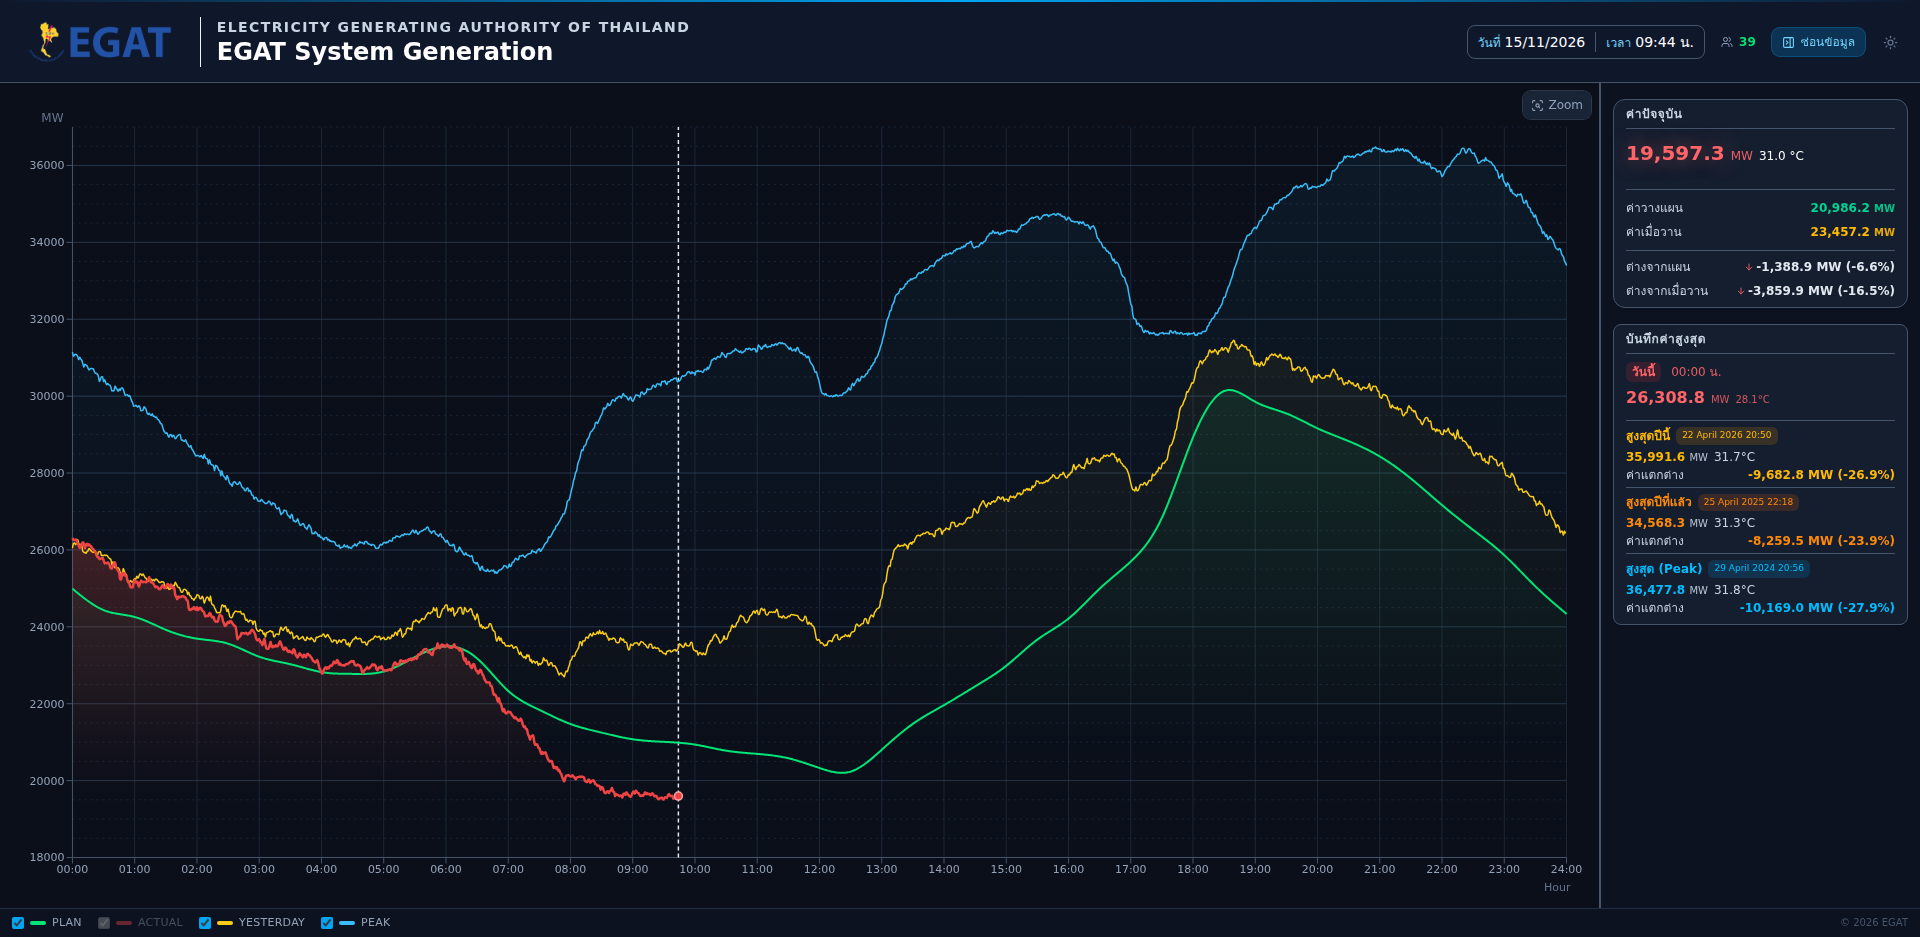 EGAT
ELECTRICITY GENERATING AUTHORITY OF THAILAND
EGAT System Generation
วันที่ 15/11/2026 เวลา 09:44 น.
39
ซ่อนข้อมูล
Zoom
MW
36000
34000
32000
30000
28000
26000
24000
22000
20000
18000
00:00 01:00 02:00 03:00 04:00 05:00 06:00 07:00 08:00 09:00 10:00 11:00 12:00 13:00 14:00 15:00 16:00 17:00 18:00 19:00 20:00 21:00 22:00 23:00 24:00
Hour
ค่าปัจจุบัน
19,597.3 MW 31.0 °C
ค่าวางแผน 20,986.2 MW
ค่าเมื่อวาน 23,457.2 MW
ต่างจากแผน ↓ -1,388.9 MW (-6.6%)
ต่างจากเมื่อวาน ↓ -3,859.9 MW (-16.5%)
บันทึกค่าสูงสุด
วันนี้ 00:00 น.
26,308.8 MW 28.1°C
สูงสุดปีนี้ 22 April 2026 20:50
35,991.6 MW 31.7°C
ค่าแตกต่าง -9,682.8 MW (-26.9%)
สูงสุดปีที่แล้ว 25 April 2025 22:18
34,568.3 MW 31.3°C
ค่าแตกต่าง -8,259.5 MW (-23.9%)
สูงสุด (Peak) 29 April 2024 20:56
36,477.8 MW 31.8°C
ค่าแตกต่าง -10,169.0 MW (-27.9%)
PLAN ACTUAL YESTERDAY PEAK
© 2026 EGAT